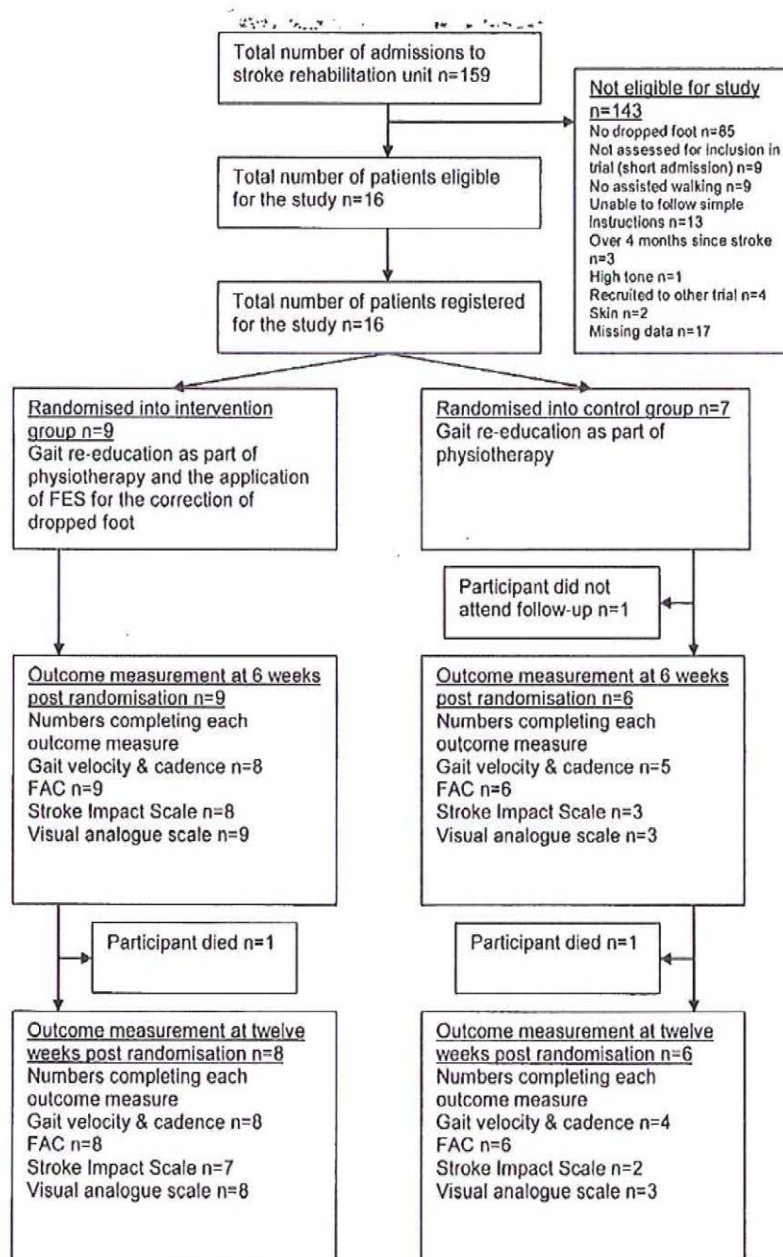 Total number of admissions to
stroke rehabilitation unit n=159
Not eligible for study
n=143
No dropped foot n=85
Not assessed for inclusion in
trial (short admission) n=9
No assisted walking n=9
Unable to follow simple
Instructions n=13
Over 4 months since stroke
n=3
High tone n=1
Recruited to other trial n=4
Skin n=2
Missing data n=17
Total number of patients eligible
for the study n=16
Total number of patients registered
for the study n=16
Randomised into intervention
group n=9
Gait re-education as part of
physiotherapy and the application
of FES for the correction of
dropped foot
Randomised into control group n=7
Gait re-education as part of
physiotherapy
Participant did not
attend follow-up n=1
Outcome measurement at 6 weeks
post randomisation n=9
Numbers completing each
outcome measure
Gait velocity & cadence n=8
FAC n=9
Stroke Impact Scale n=8
Visual analogue scale n=9
Outcome measurement at 6 weeks
post randomisation n=6
Numbers completing each
outcome measure
Gait velocity & cadence n=5
FAC n=6
Stroke Impact Scale n=3
Visual analogue scale n=3
Participant died n=1
Participant died n=1
Outcome measurement at twelve
weeks post randomisation n=8
Numbers completing each
outcome measure
Gait velocity & cadence n=8
FAC n=8
Stroke Impact Scale n=7
Visual analogue scale n=8
Outcome measurement at twelve
weeks post randomisation n=6
Numbers completing each
outcome measure
Gait velocity & cadence n=4
FAC n=6
Stroke Impact Scale n=2
Visual analogue scale n=3